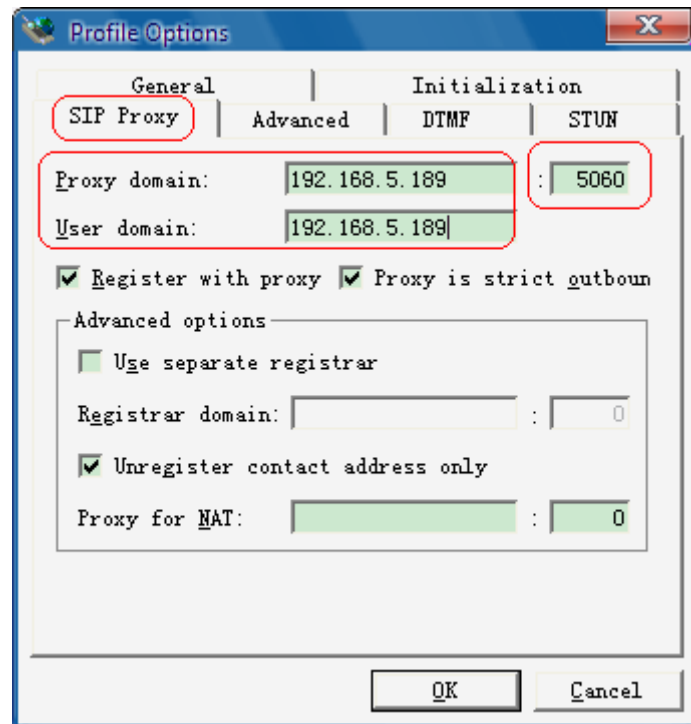 Profile Options
General Initialization
SIP Proxy Advanced DTMF STUN
Proxy domain: 192.168.5.189 : 5060
User domain: 192.168.5.189
Register with proxy Proxy is strict outboun
Advanced options
Use separate registrar
Registrar domain: : 0
Unregister contact address only
Proxy for NAT: : 0
OK Cancel